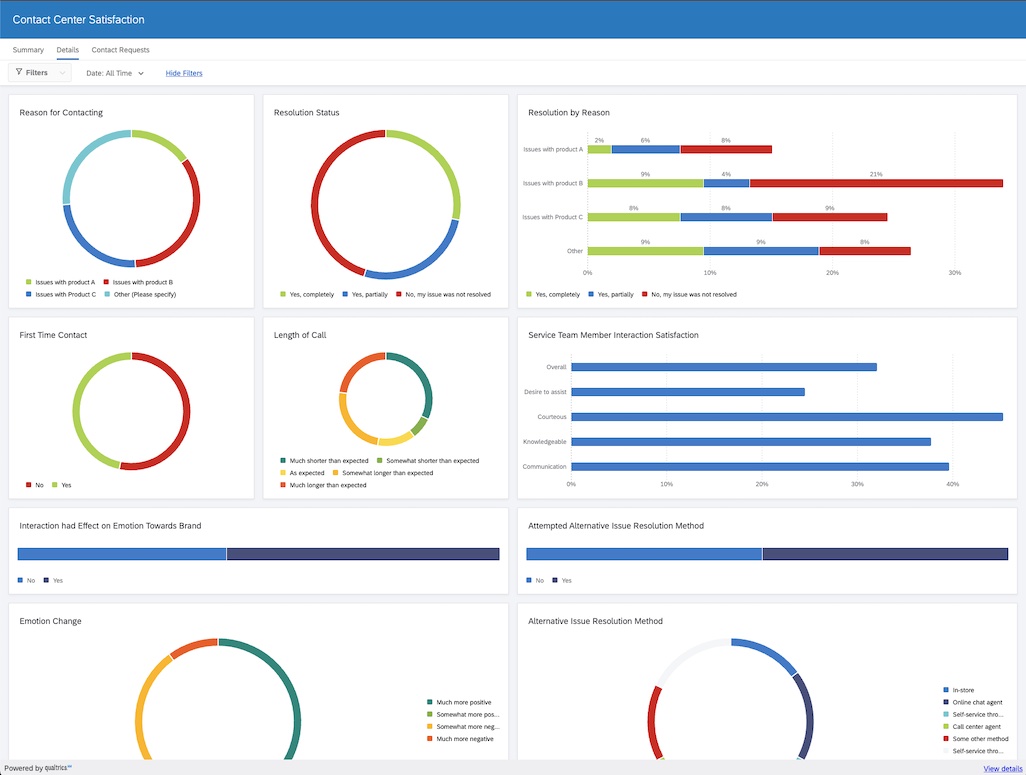 Contact Center Satisfaction
Summary Details Contact Requests
Filters Date: All Time Hide Filters
Reason for Contacting
Issues with product A Issues with product B
Issues with Product C Other (Please specify)
Resolution Status
Yes, completely Yes, partially No, my issue was not resolved
Resolution by Reason
2% 6% 8%
Issues with product A
9% 4% 21%
Issues with product B
8% 8% 9%
Issues with Product C
9% 9% 8%
Other
0% 10% 20% 30%
Yes, completely Yes, partially No, my issue was not resolved
First Time Contact
No Yes
Length of Call
Much shorter than expected Somewhat shorter than expected
As expected Somewhat longer than expected
Much longer than expected
Service Team Member Interaction Satisfaction
Overall
Desire to assist
Courteous
Knowledgeable
Communication
0% 10% 20% 30% 40%
Interaction had Effect on Emotion Towards Brand
No Yes
Attempted Alternative Issue Resolution Method
No Yes
Emotion Change
Much more positive
Somewhat more pos...
Somewhat more neg...
Much more negative
Alternative Issue Resolution Method
In-store
Online chat agent
Self-service thro...
Call center agent
Some other method
Self-service thro...
Powered by qualtrics
View details